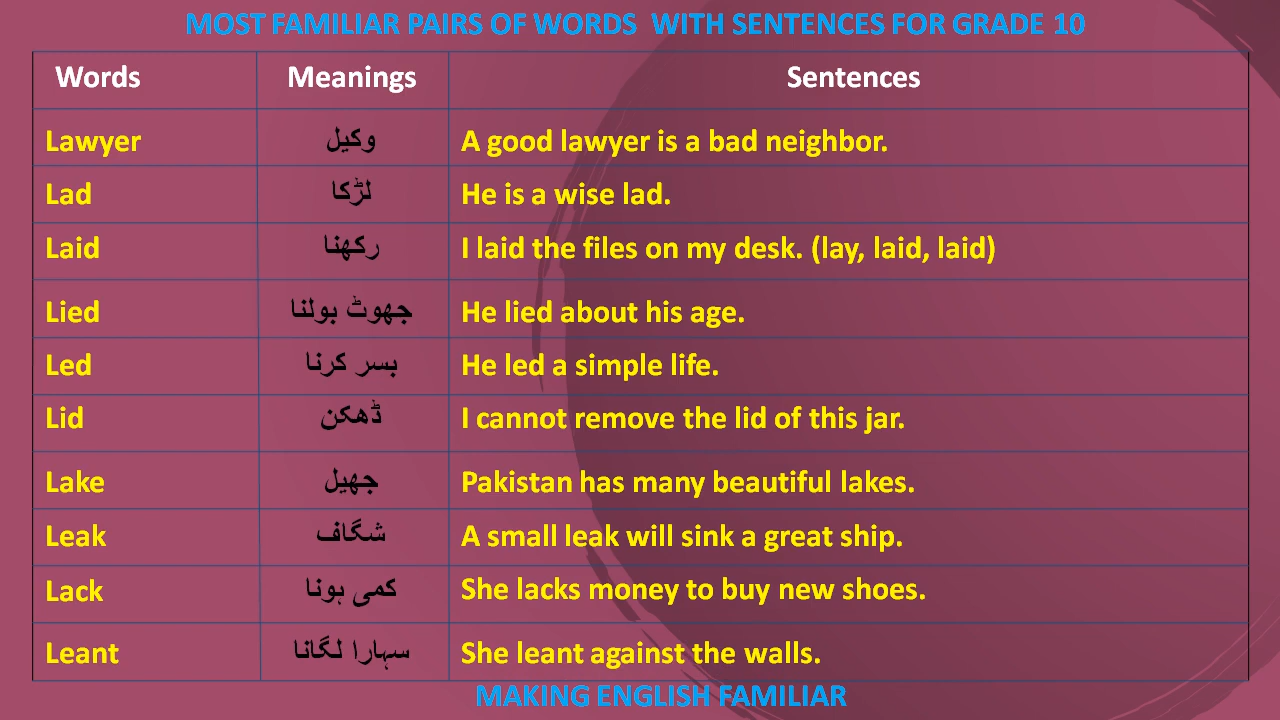 MOST FAMILIAR PAIRS OF WORDS WITH SENTENCES FOR GRADE 10
Words Meanings Sentences
Lawyer وکیل A good lawyer is a bad neighbor.
Lad لڑکا He is a wise lad.
Laid رکھنا I laid the files on my desk. (lay, laid, laid)
Lied جھوٹ بولنا He lied about his age.
Led بسر کرنا He led a simple life.
Lid ڈھکن I cannot remove the lid of this jar.
Lake جھیل Pakistan has many beautiful lakes.
Leak شگاف A small leak will sink a great ship.
Lack کمی ہونا She lacks money to buy new shoes.
Leant سہارا لگانا She leant against the walls.
MAKING ENGLISH FAMILIAR